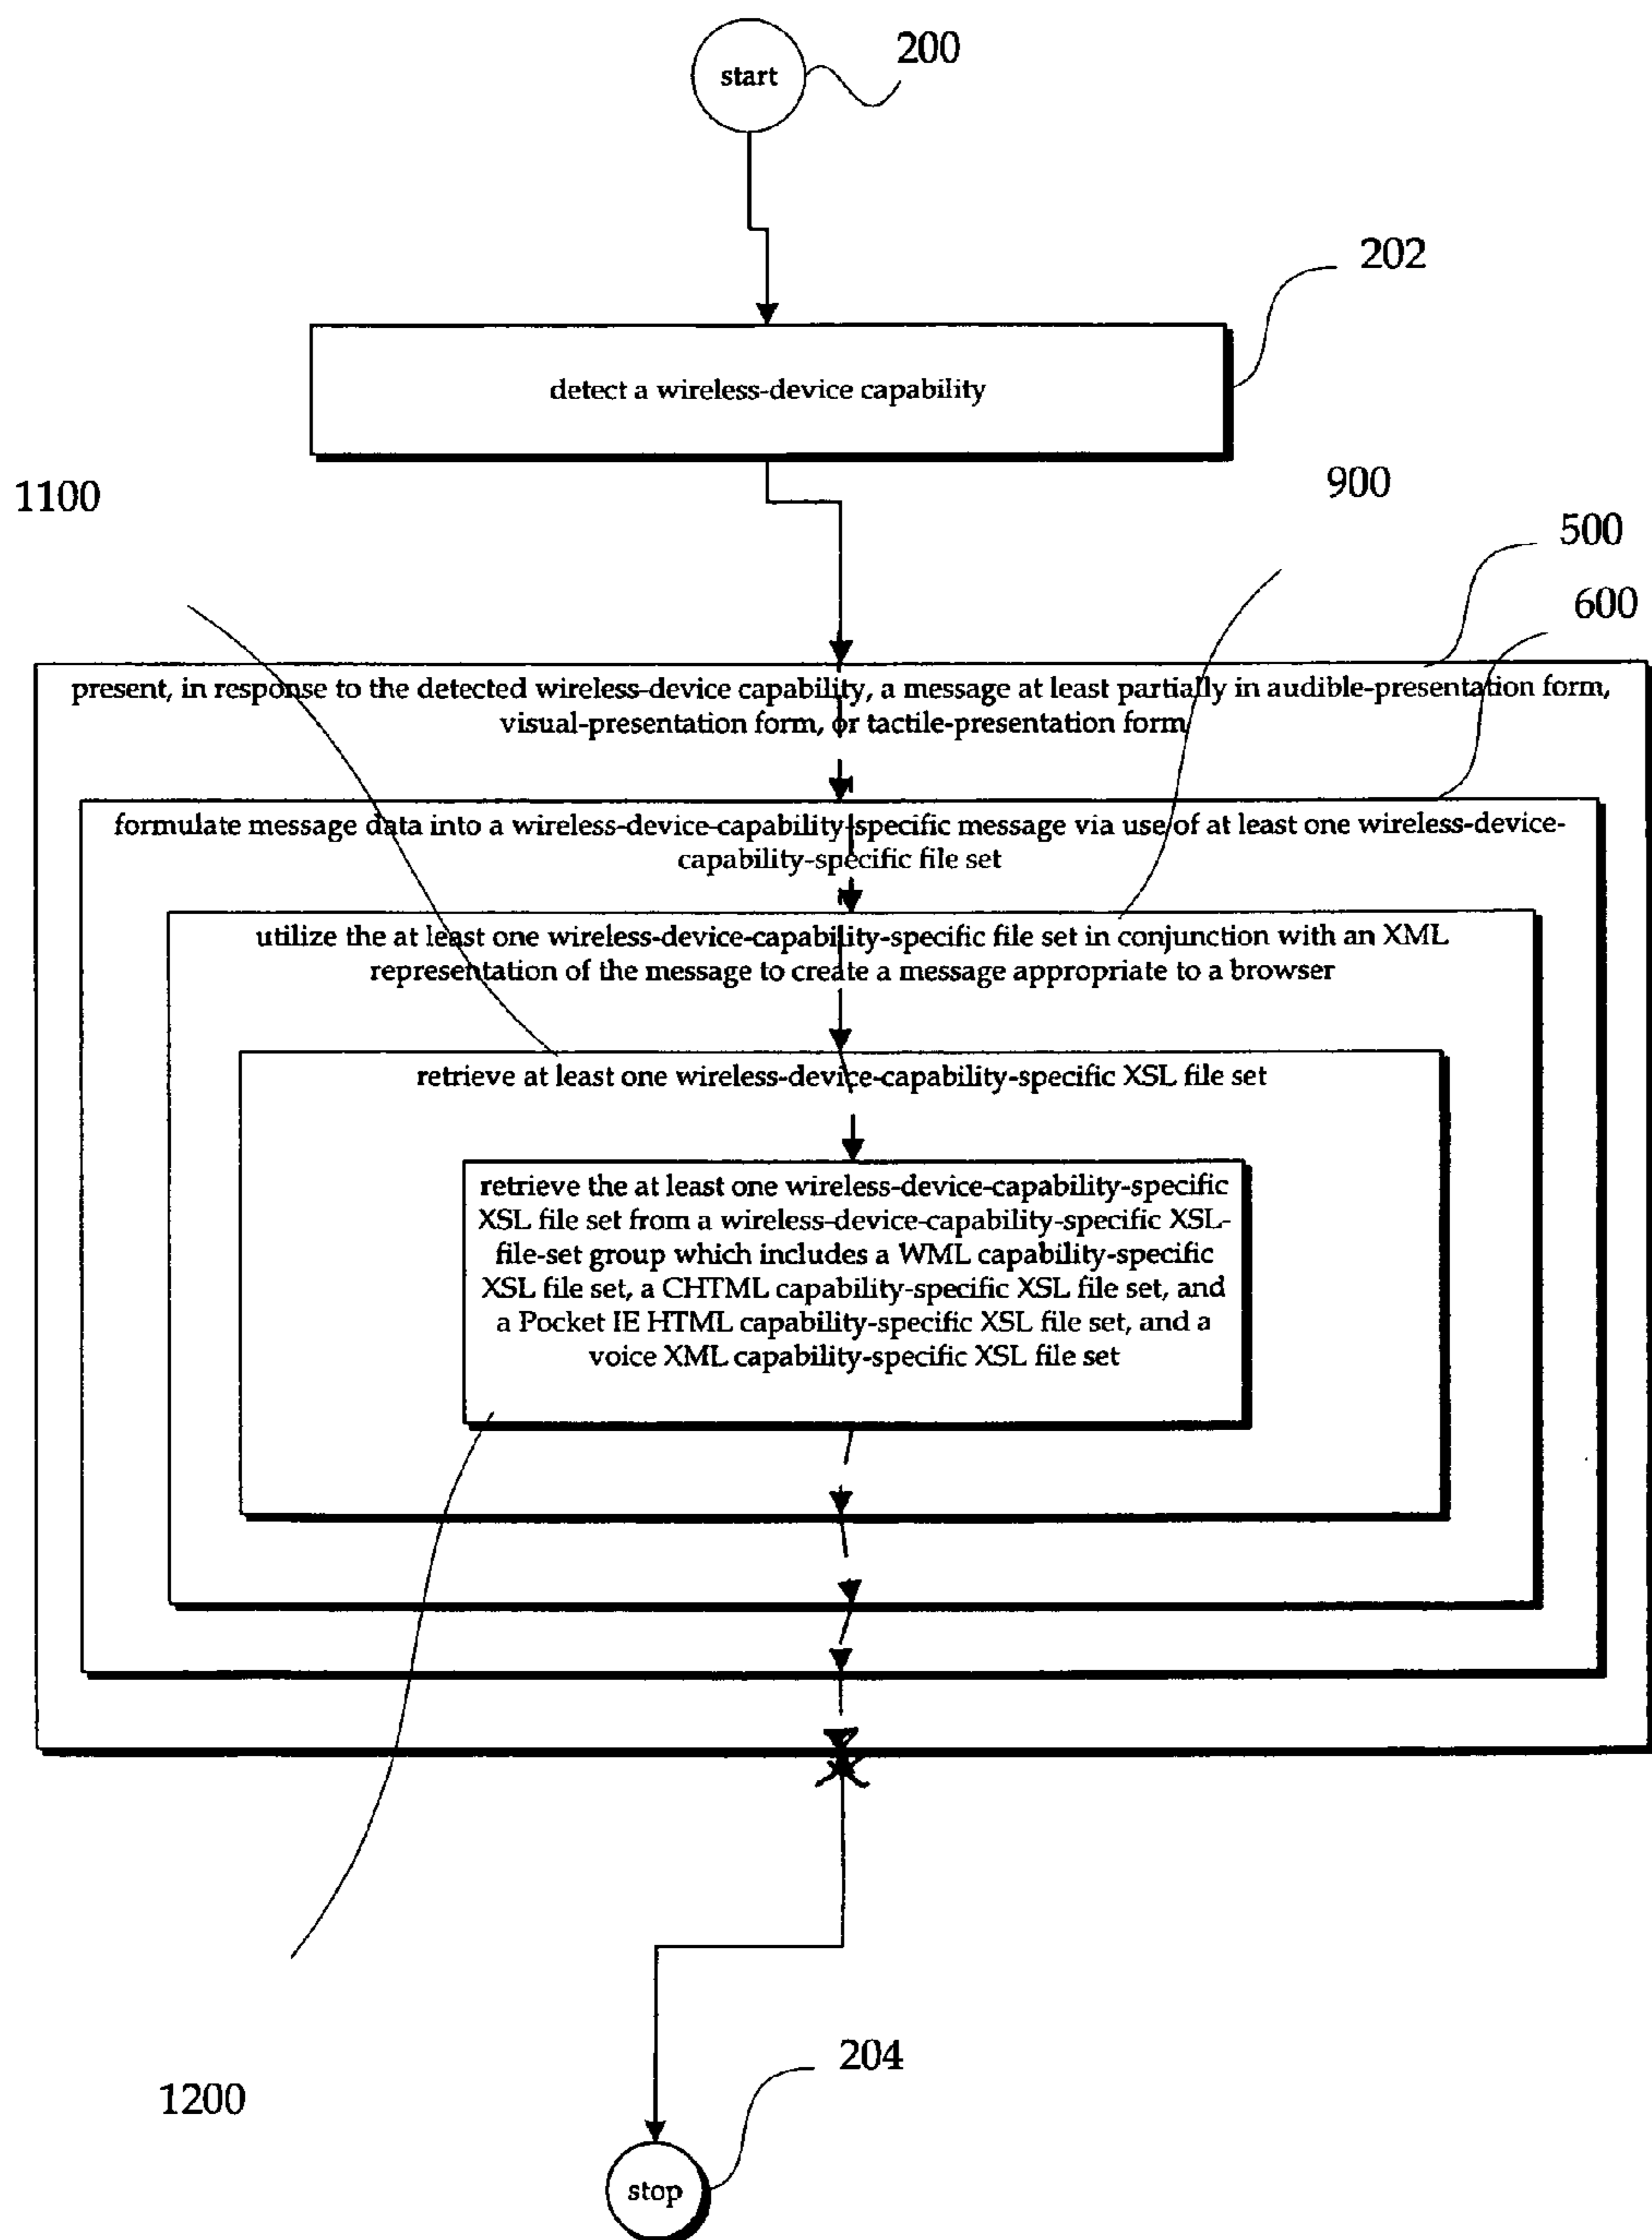 200
start
202
detect a wireless-device capability
1100
900
500
600
present, in response to the detected wireless-device capability, a message at least partially in audible-presentation form,
visual-presentation form, or tactile-presentation form
formulate message data into a wireless-device-capability-specific message via use of at least one wireless-device-
capability-specific file set
utilize the at least one wireless-device-capability-specific file set in conjunction with an XML
representation of the message to create a message appropriate to a browser
retrieve at least one wireless-device-capability-specific XSL file set
retrieve the at least one wireless-device-capability-specific
XSL file set from a wireless-device-capability-specific XSL-
file-set group which includes a WML capability-specific
XSL file set, a CHTML capability-specific XSL file set, and
a Pocket IE HTML capability-specific XSL file set, and a
voice XML capability-specific XSL file set
204
1200
stop